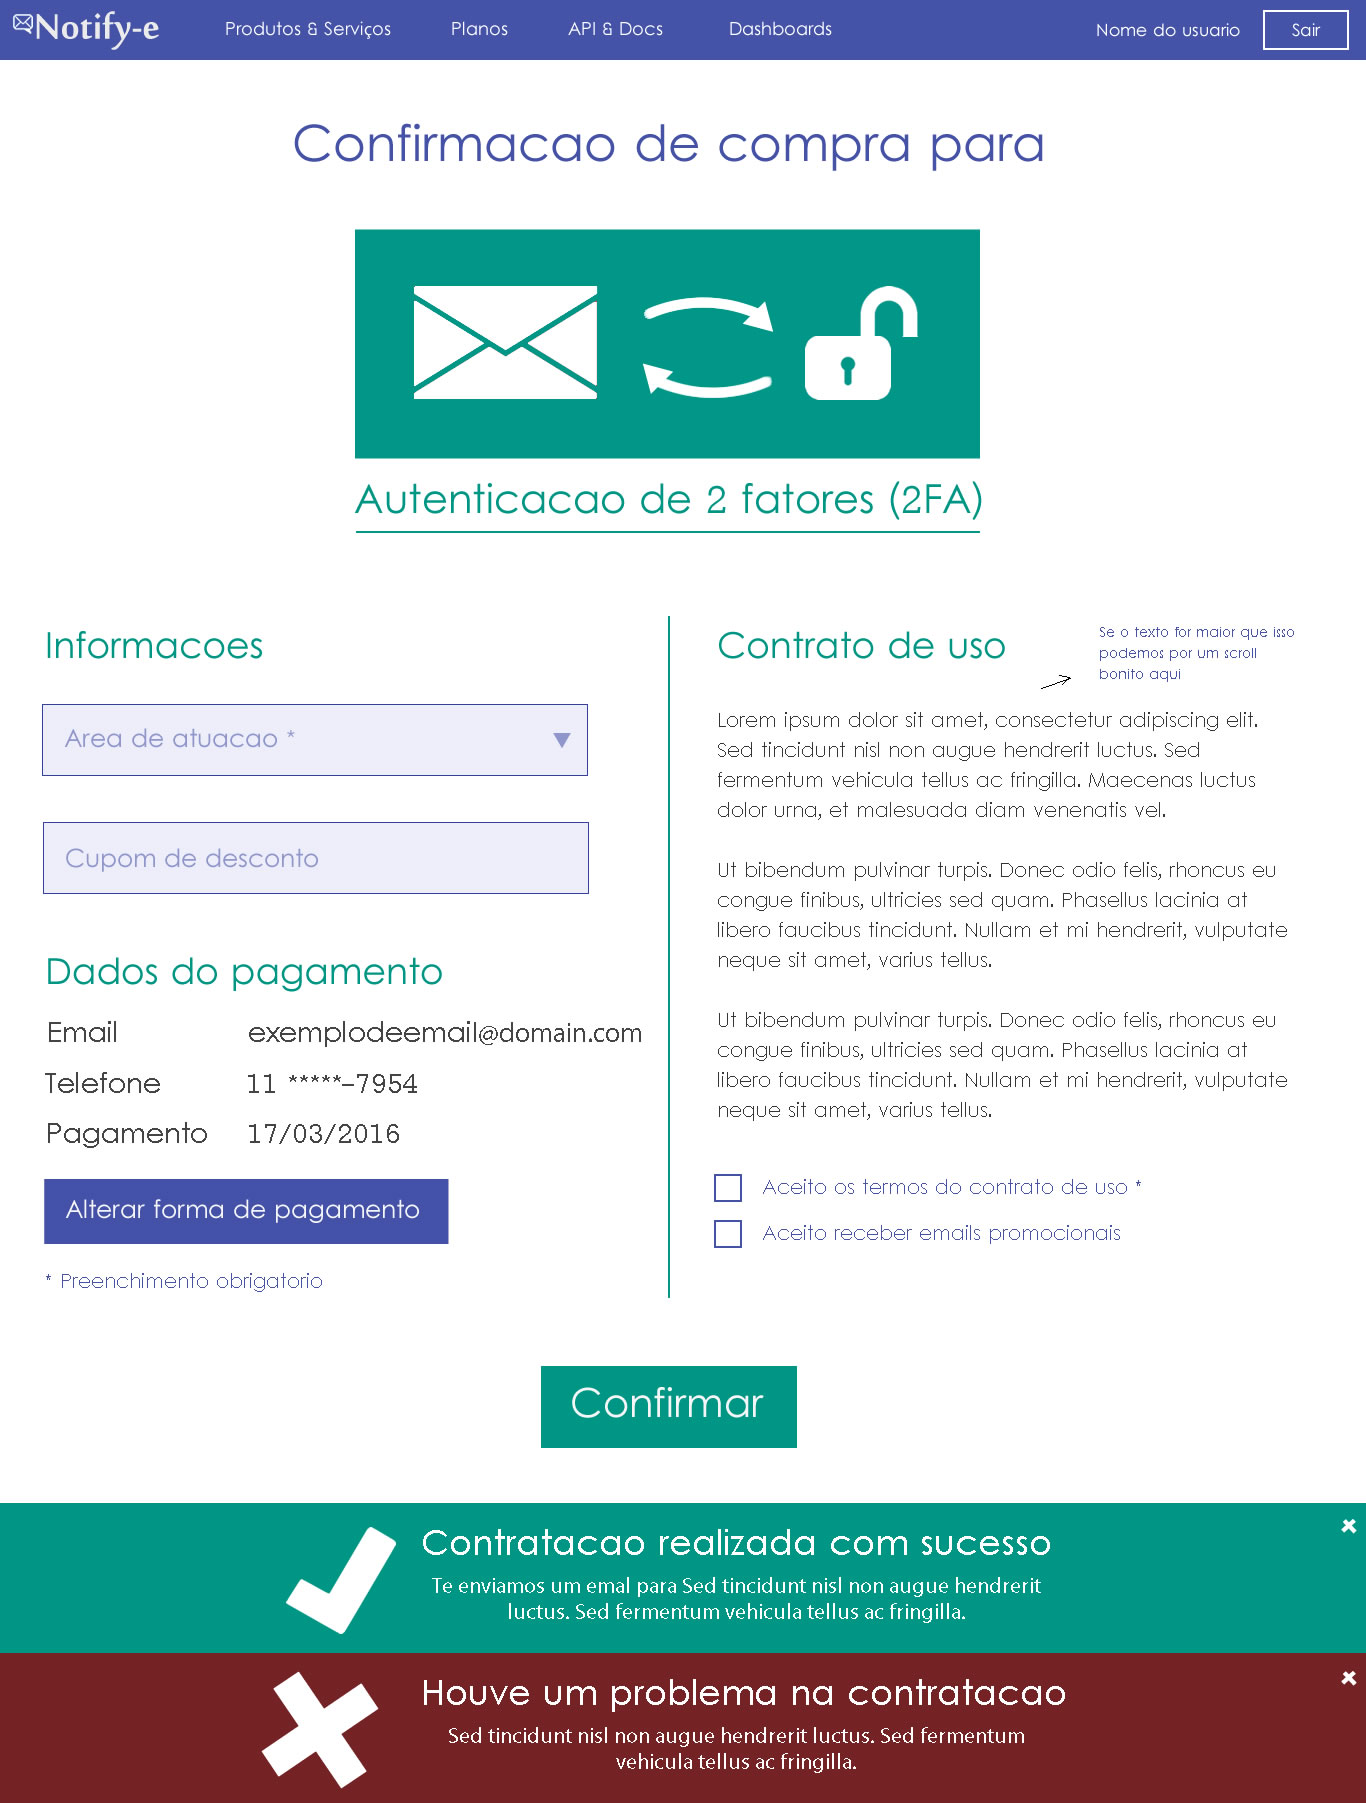 Notify-e
Produtos & Serviços
Planos
API & Docs
Dashboards
Nome do usuario
Sair
Confirmacao de compra para
Autenticacao de 2 fatores (2FA)
Informacoes
Area de atuacao *
Cupom de desconto
Dados do pagamento
Email exemplodeemail@domain.com
Telefone 11 *****-7954
Pagamento 17/03/2016
Alterar forma de pagamento
* Preenchimento obrigatorio
Contrato de uso
Se o texto for maior que isso
podemos por um scroll
bonito aqui
Lorem ipsum dolor sit amet, consectetur adipiscing elit.
Sed tincidunt nisl non augue hendrerit luctus. Sed
fermentum vehicula tellus ac fringilla. Maecenas luctus
dolor urna, et malesuada diam venenatis vel.
Ut bibendum pulvinar turpis. Donec odio felis, rhoncus eu
congue finibus, ultricies sed quam. Phasellus lacinia at
libero faucibus tincidunt. Nullam et mi hendrerit, vulputate
neque sit amet, varius tellus.
Ut bibendum pulvinar turpis. Donec odio felis, rhoncus eu
congue finibus, ultricies sed quam. Phasellus lacinia at
libero faucibus tincidunt. Nullam et mi hendrerit, vulputate
neque sit amet, varius tellus.
Aceito os termos do contrato de uso *
Aceito receber emails promocionais
Confirmar
Contratacao realizada com sucesso
Te enviamos um emal para Sed tincidunt nisl non augue hendrerit
luctus. Sed fermentum vehicula tellus ac fringilla.
Houve um problema na contratacao
Sed tincidunt nisl non augue hendrerit luctus. Sed fermentum
vehicula tellus ac fringilla.